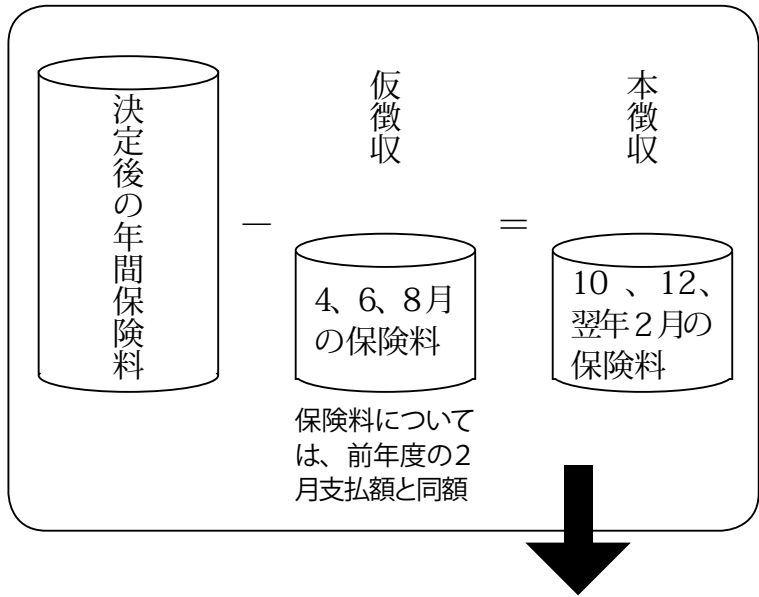 決定後の年間保険料
－
仮徴収
4、6、8月
の保険料
保険料について
は、前年度の2
月支払額と同額
＝
本徴収
10 、12、
翌年2月の
保険料